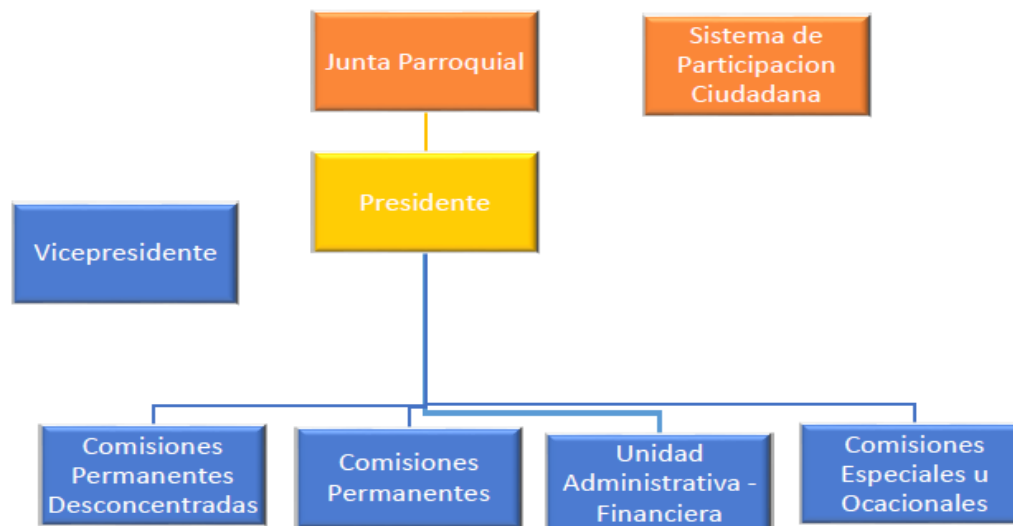 Junta Parroquial
Sistema de
Participacion
Ciudadana
Presidente
Vicepresidente
Comisiones
Permanentes
Desconcentradas
Comisiones
Permanentes
Unidad
Administrativa -
Financiera
Comisiones
Especiales u
Ocacionales